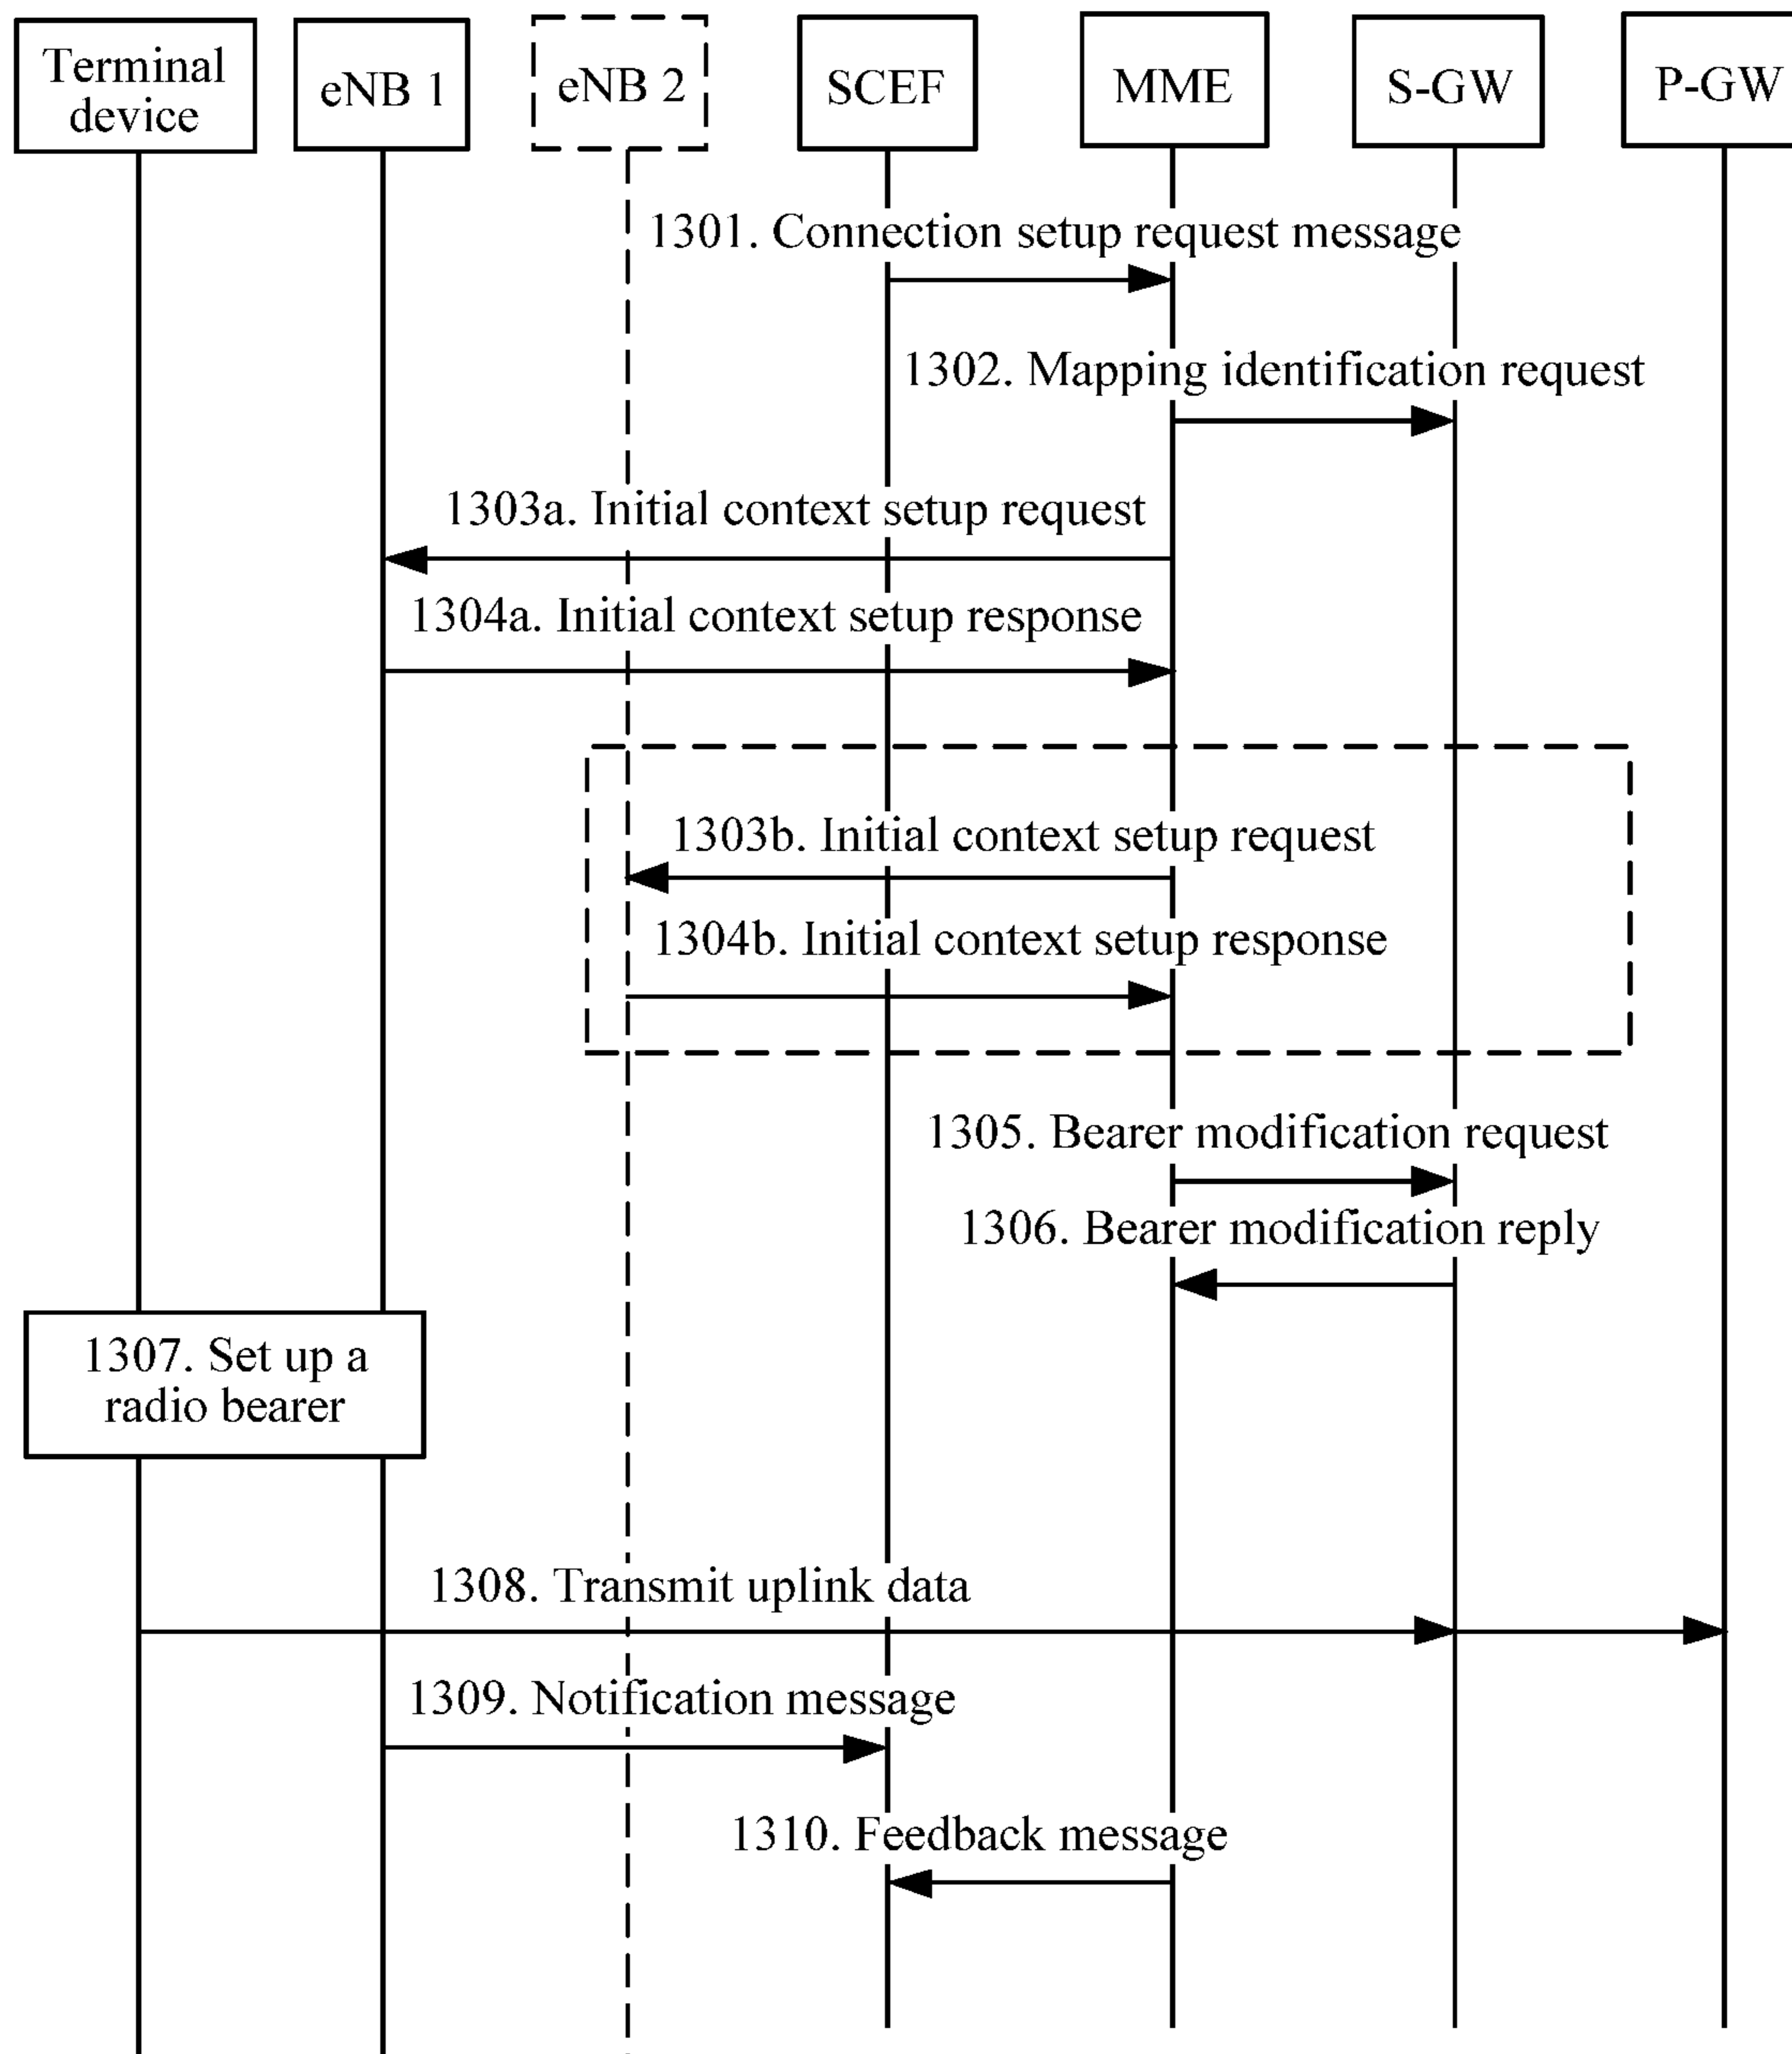 Terminal
device
eNB 1
eNB 2
SCEF
MME
S-GW
P-GW
1301. Connection setup request message
1302. Mapping identification request
1303a. Initial context setup request
1304a. Initial context setup response
1303b. Initial context setup request
1304b. Initial context setup response
1305. Bearer modification request
1306. Bearer modification reply
1307. Set up a
radio bearer
1308. Transmit uplink data
1309. Notification message
1310. Feedback message